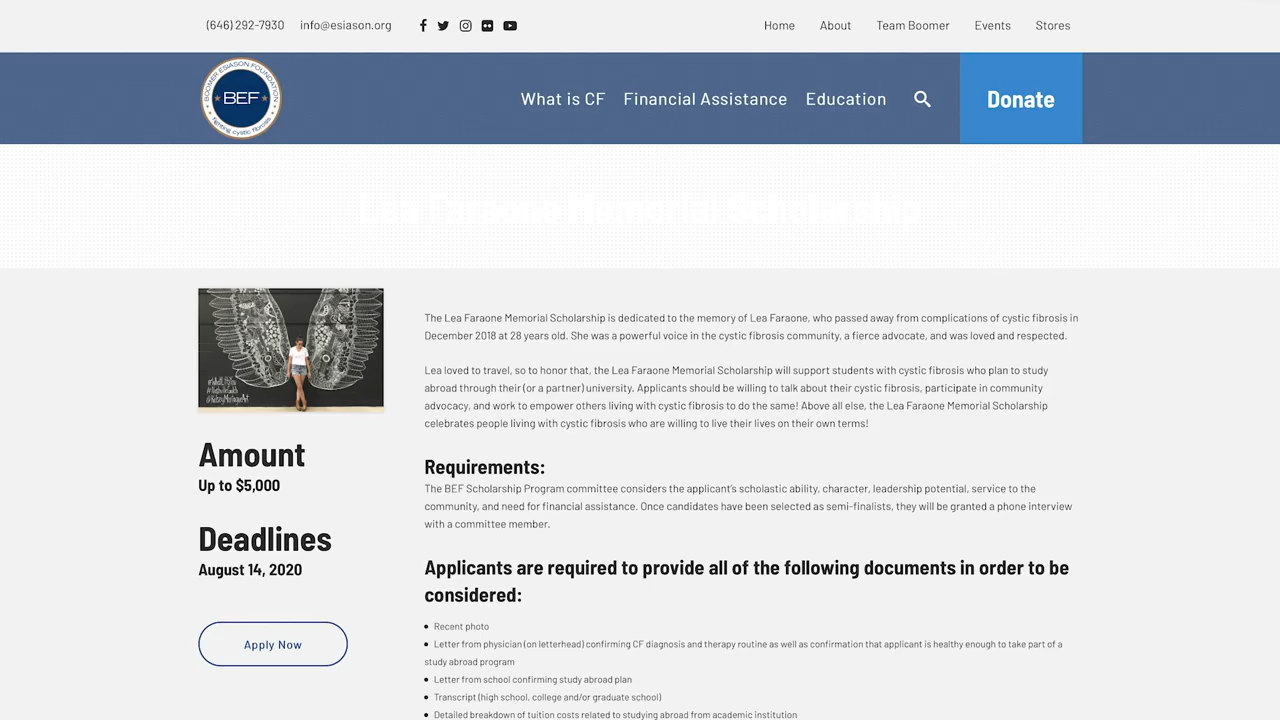 (646) 292-7930 info@esiason.org Home About Team Boomer Events Stores
BOOMER ESIASON FOUNDATION
BEF
fighting cystic fibrosis
What is CF Financial Assistance Education Donate
Lea Faraone Memorial Scholarship
Amount
Up to $5,000
Deadlines
August 14, 2020
Apply Now
The Lea Faraone Memorial Scholarship is dedicated to the memory of Lea Faraone, who passed away from complications of cystic fibrosis in
December 2018 at 28 years old. She was a powerful voice in the cystic fibrosis community, a fierce advocate, and was loved and respected.
Lea loved to travel, so to honor that, the Lea Faraone Memorial Scholarship will support students with cystic fibrosis who plan to study
abroad through their (or a partner) university. Applicants should be willing to talk about their cystic fibrosis, participate in community
advocacy, and work to empower others living with cystic fibrosis to do the same! Above all else, the Lea Faraone Memorial Scholarship
celebrates people living with cystic fibrosis who are willing to live their lives on their own terms!
Requirements:
The BEF Scholarship Program committee considers the applicant's scholastic ability, character, leadership potential, service to the
community, and need for financial assistance. Once candidates have been selected as semi-finalists, they will be granted a phone interview
with a committee member.
Applicants are required to provide all of the following documents in order to be
considered:
• Recent photo
• Letter from physician (on letterhead) confirming CF diagnosis and therapy routine as well as confirmation that applicant is healthy enough to take part of a
study abroad program
• Letter from school confirming study abroad plan
• Transcript (high school, college and/or graduate school)
• Detailed breakdown of tuition costs related to studying abroad from academic institution